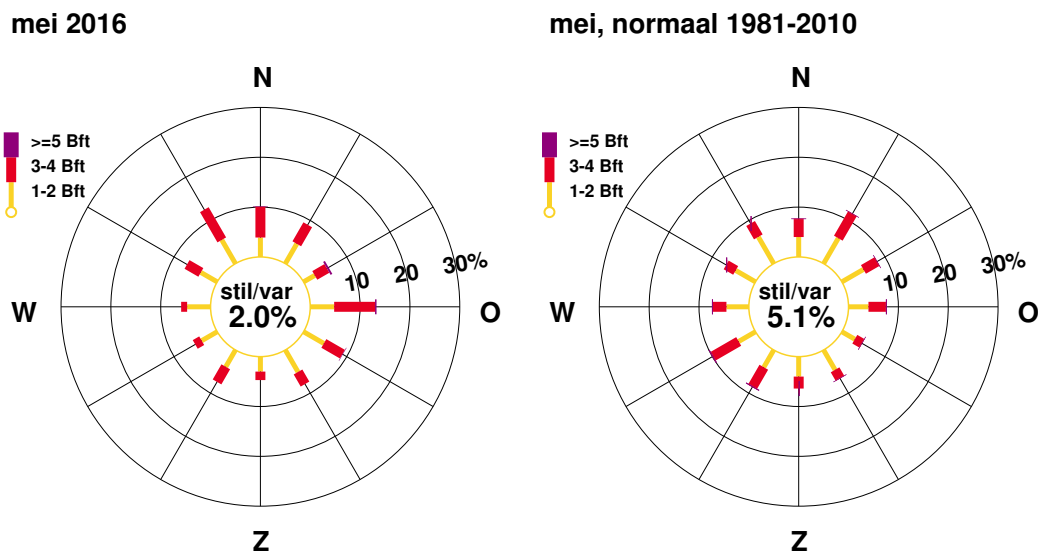 mei 2016
N
>=5 Bft
3-4 Bft
1-2 Bft
10 20 30%
stil/var
2.0%
W
O
Z
mei, normaal 1981-2010
N
>=5 Bft
3-4 Bft
1-2 Bft
10 20 30%
stil/var
5.1%
W
O
Z